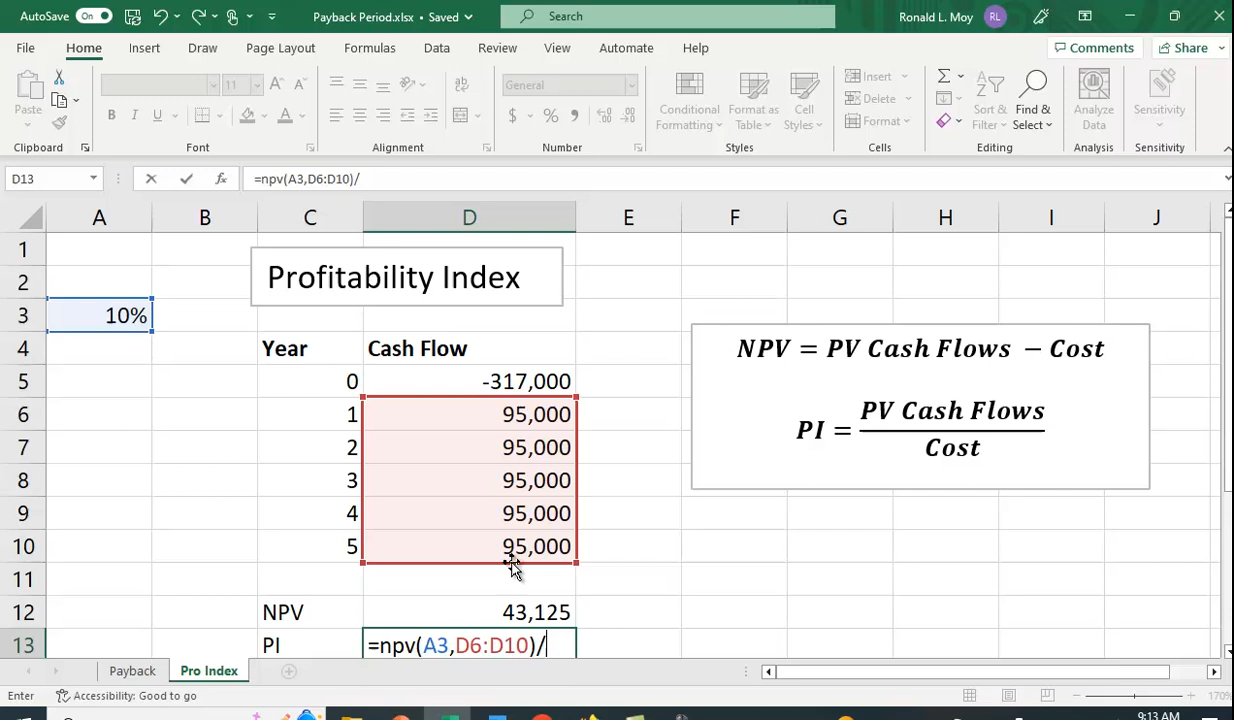 AutoSave On Payback Period.xlsx • Saved Search Ronald L. Moy RL
File Home Insert Draw Page Layout Formulas Data Review View Automate Help Comments Share
Paste 11 A A B I U A ab General $ % , Conditional Formatting Format as Table Cell Styles Insert Delete Format Sort & Filter Find & Select Analyze Data Sensitivity
Clipboard Font Alignment Number Styles Cells Editing Analysis Sensitivity
D13 fx =npv(A3,D6:D10)/
A B C D E F G H I J
1
Profitability Index
2
3 10%
4 Year Cash Flow
NPV = PV Cash Flows − Cost
5 0 -317,000
6 1 95,000
PI = PV Cash Flows
Cost
7 2 95,000
8 3 95,000
9 4 95,000
10 5 95,000
11
12 NPV 43,125
13 PI =npv(A3,D6:D10)/
Payback Pro Index
Enter Accessibility: Good to go 170%
9:13 AM